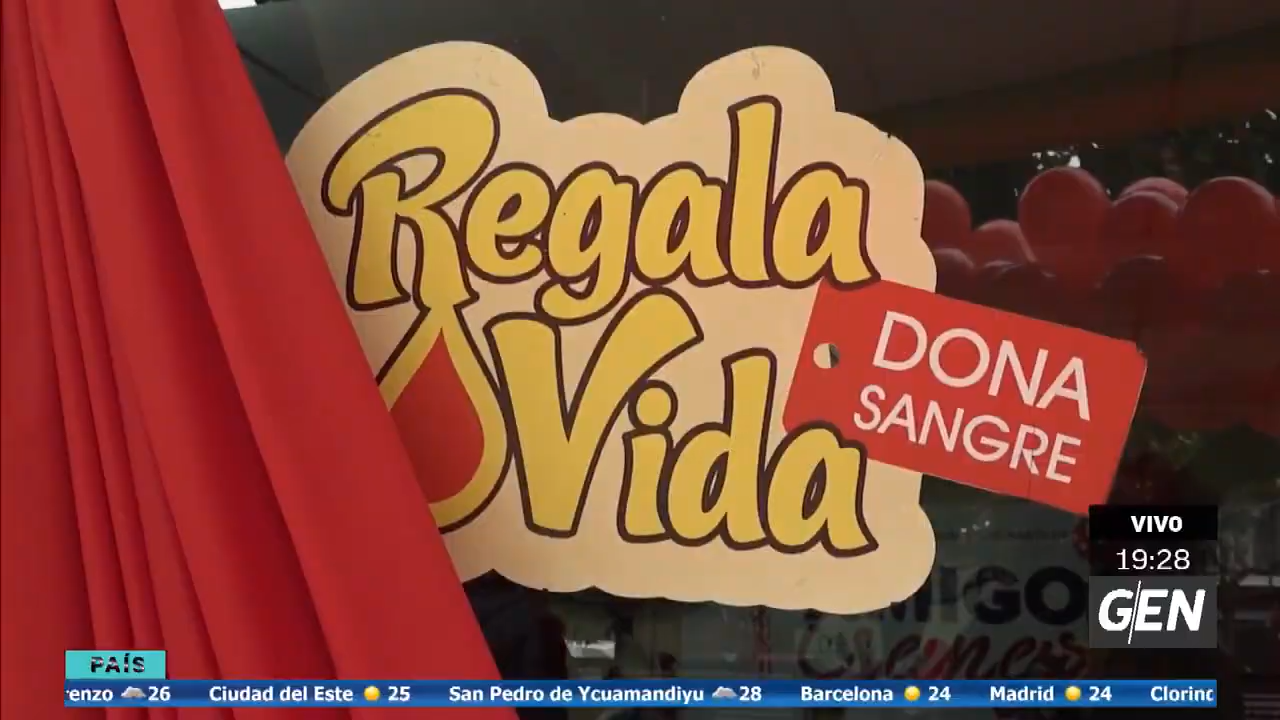 Regala
Vida
DONA
SANGRE
VIVO
19:28
GEN
PAÍS
renzo 26 Ciudad del Este 25 San Pedro de Ycuamandiyu 28 Barcelona 24 Madrid 24 Clorinc